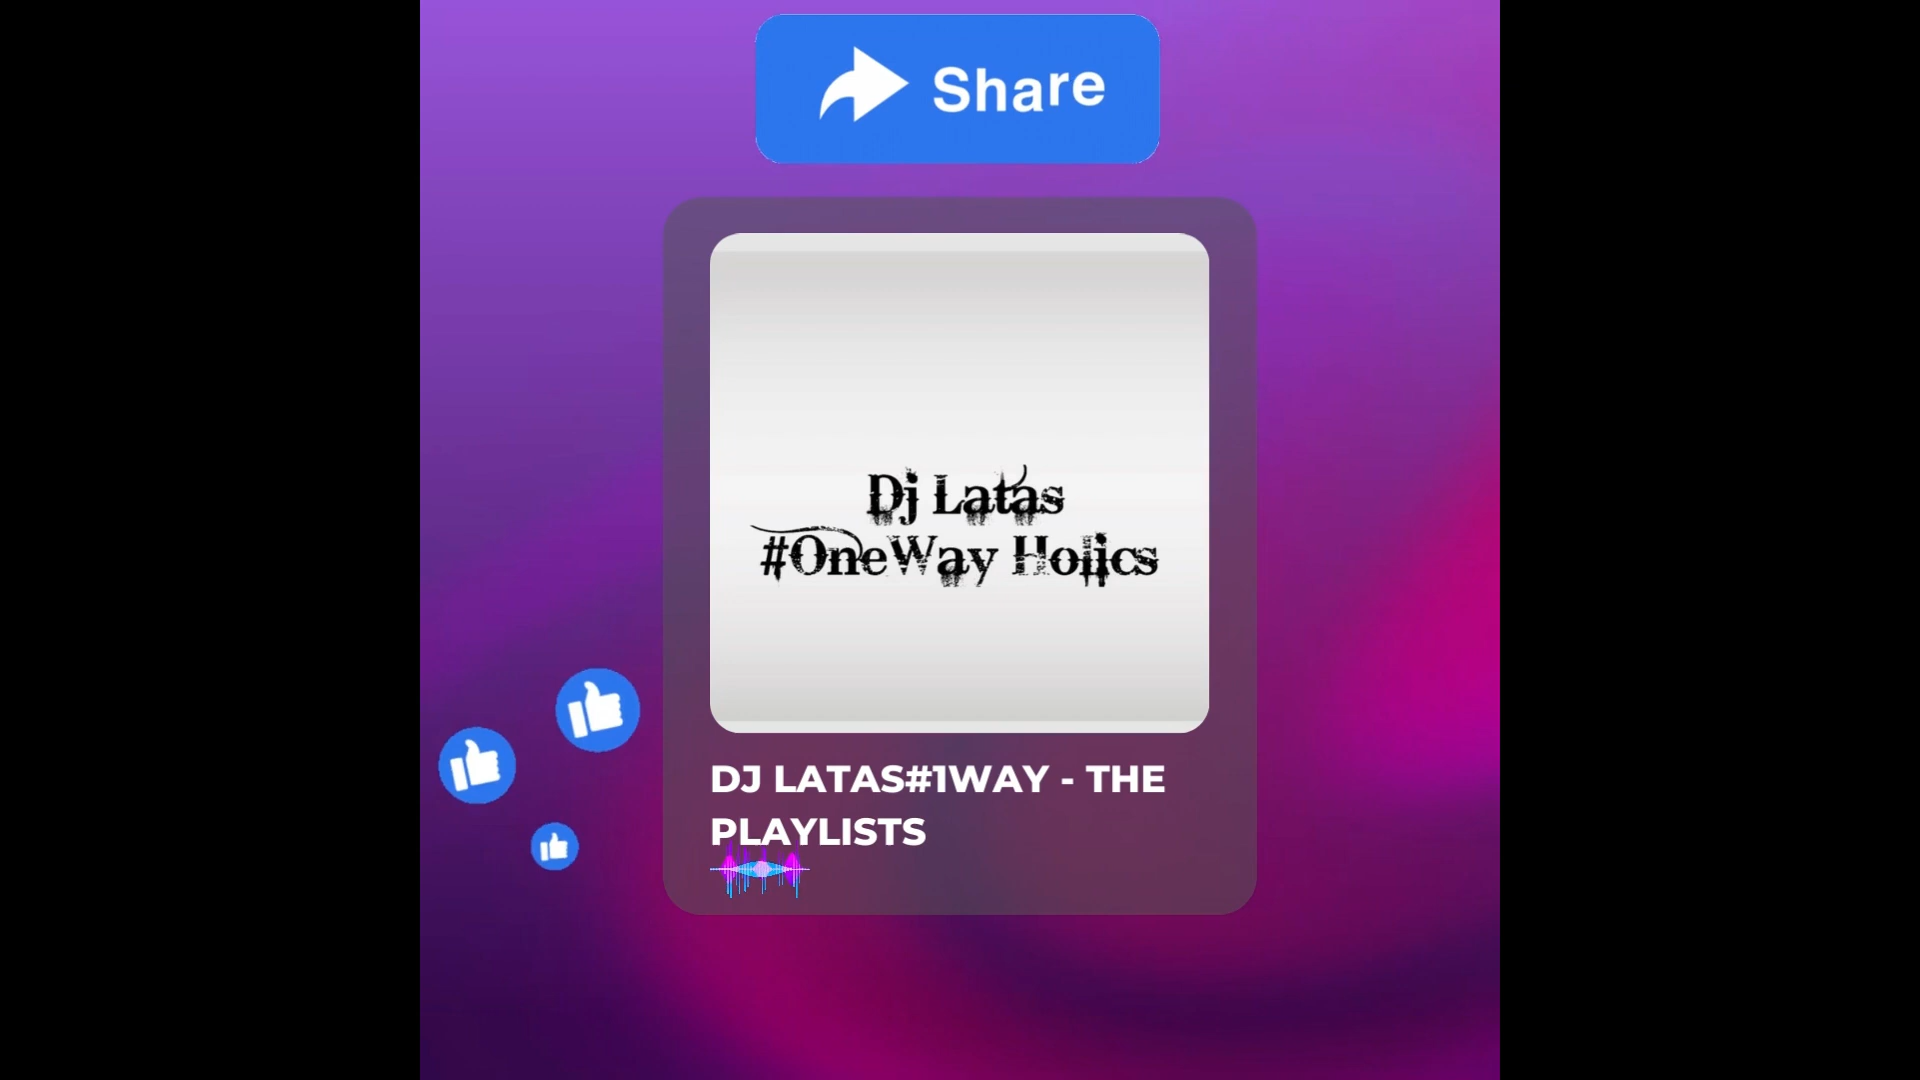 Share
Dj Latas
#OneWay Holics
DJ LATAS#1WAY - THE
PLAYLISTS